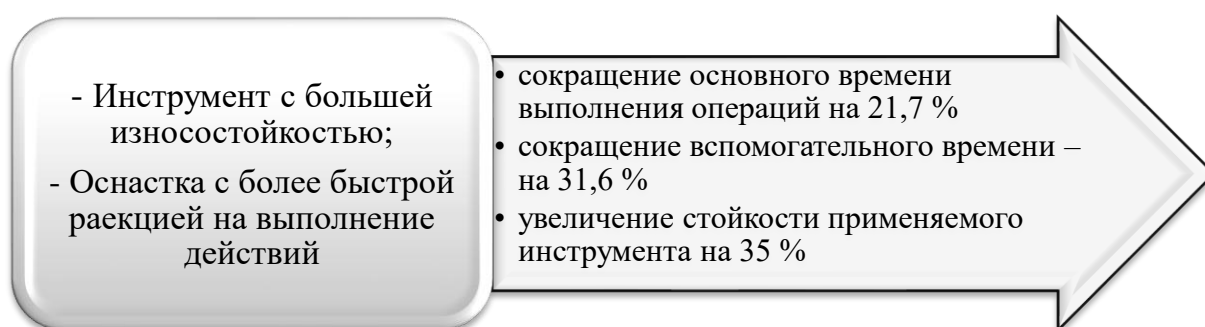 - Инструмент с большей
износостойкостью;
- Оснастка с более быстрой
раекцией на выполнение
действий
• сокращение основного времени
выполнения операций на 21,7 %
• сокращение вспомогательного времени –
на 31,6 %
• увеличение стойкости применяемого
инструмента на 35 %